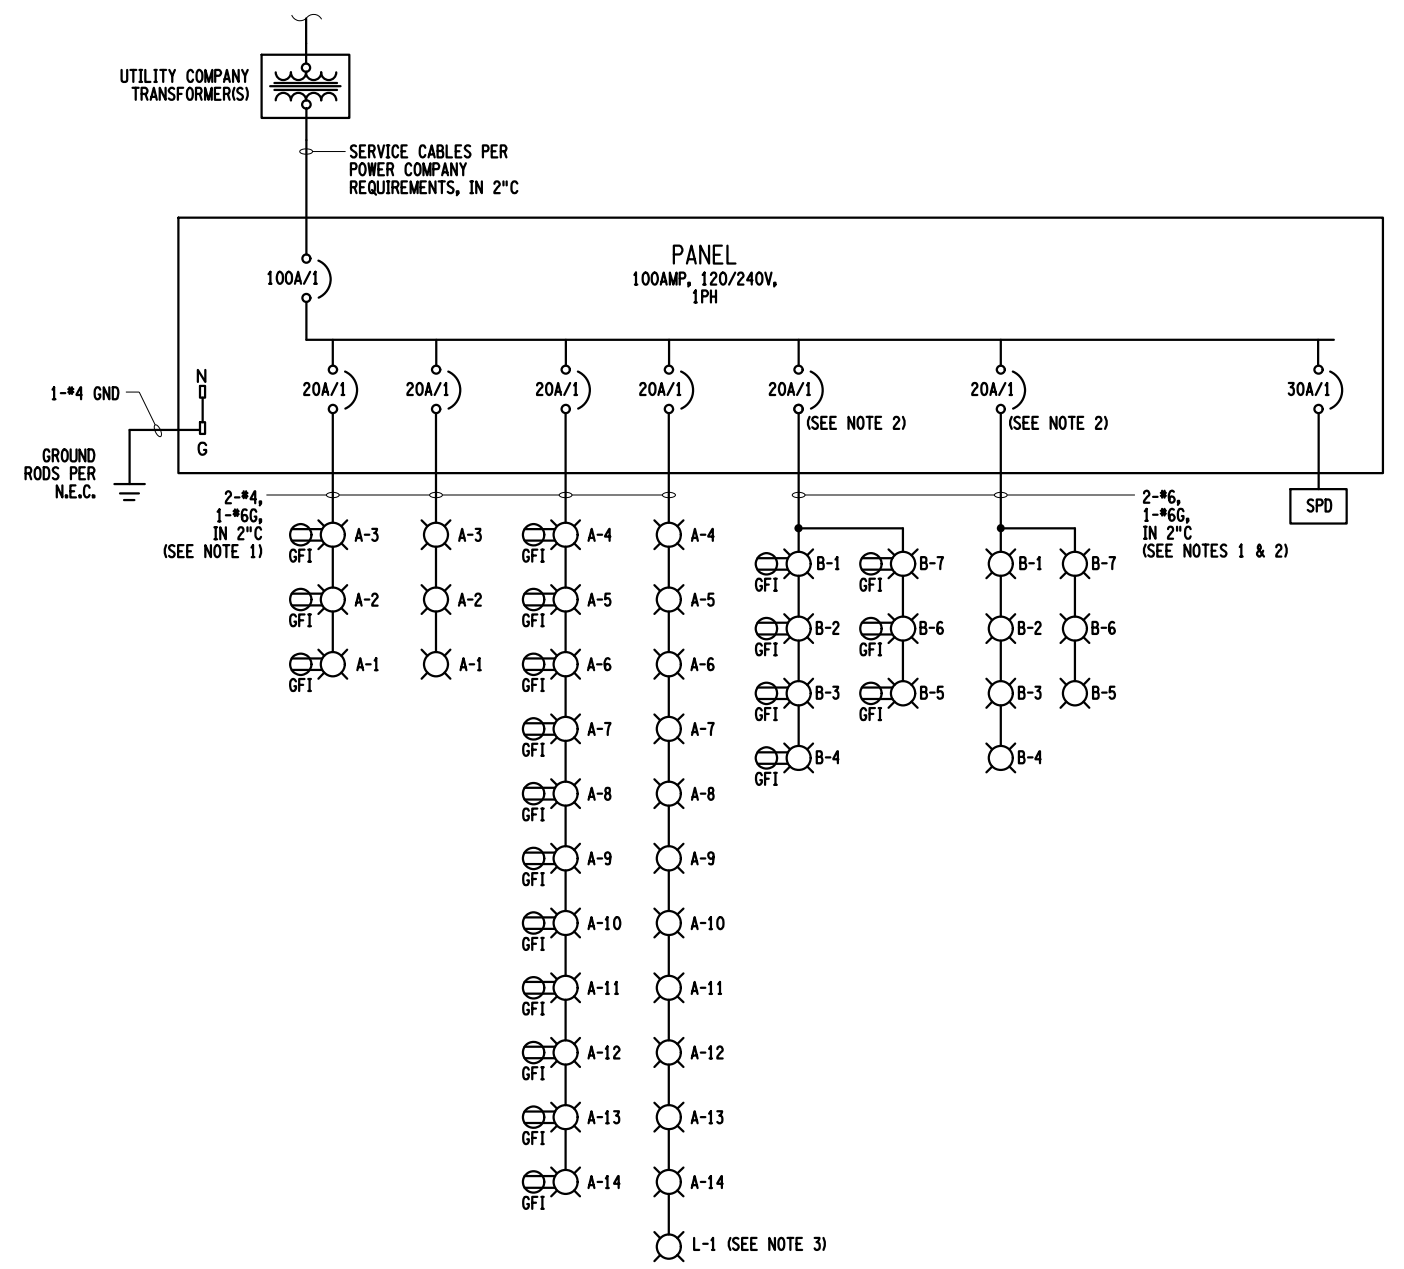 UTILITY COMPANY
TRANSFORMER(S)
SERVICE CABLES PER
POWER COMPANY
REQUIREMENTS, IN 2"C
PANEL
100AMP, 120/240V,
1PH
100A/1
1-#4 GND
N
G
GROUND
RODS PER
N.E.C.
20A/1
20A/1
20A/1
20A/1
20A/1
(SEE NOTE 2)
20A/1
(SEE NOTE 2)
30A/1
SPD
2-#4,
1-#6G,
IN 2"C
(SEE NOTE 1)
2-#6,
1-#6G,
IN 2"C
(SEE NOTES 1 & 2)
A-3
GFI
A-2
GFI
A-1
GFI
A-3
A-2
A-1
A-4
GFI
A-5
GFI
A-6
GFI
A-7
GFI
A-8
GFI
A-9
GFI
A-10
GFI
A-11
GFI
A-12
GFI
A-13
GFI
A-14
GFI
A-4
A-5
A-6
A-7
A-8
A-9
A-10
A-11
A-12
A-13
A-14
L-1 (SEE NOTE 3)
B-1
GFI
B-2
GFI
B-3
GFI
B-4
GFI
B-7
GFI
B-6
GFI
B-5
GFI
B-1
B-2
B-3
B-4
B-7
B-6
B-5